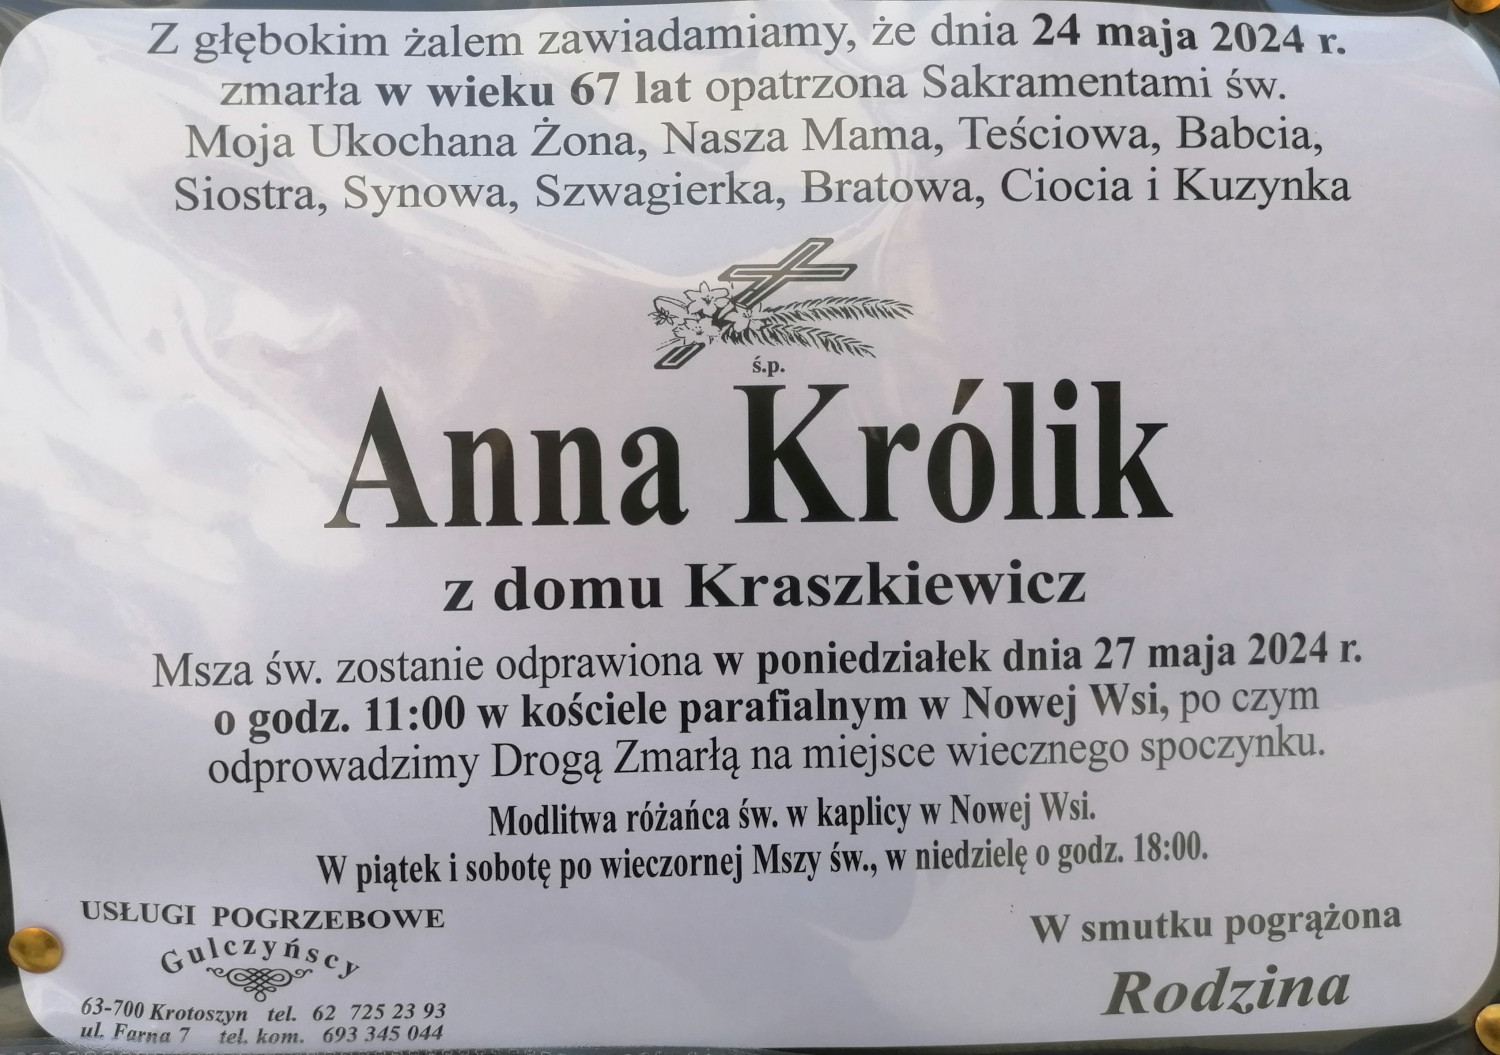 Z głębokim żalem zawiadamiamy, że dnia 24 maja 2024 r.
zmarła w wieku 67 lat opatrzona Sakramentami św.
Moja Ukochana Żona, Nasza Mama, Teściowa, Babcia,
Siostra, Synowa, Szwagierka, Bratowa, Ciocia i Kuzynka
ś.p.
Anna Królik
z domu Kraszkiewicz
Msza św. zostanie odprawiona w poniedziałek dnia 27 maja 2024 r.
o godz. 11:00 w kościele parafialnym w Nowej Wsi, po czym
odprowadzimy Drogą Zmarłą na miejsce wiecznego spoczynku.
Modlitwa różańca św. w kaplicy w Nowej Wsi.
W piątek i sobotę po wieczornej Mszy św., w niedzielę o godz. 18:00.
USŁUGI POGRZEBOWE
Gulczyńscy
63-700 Krotoszyn tel. 62 725 23 93
ul. Farna 7 tel. kom. 693 345 044
W smutku pogrążona
Rodzina